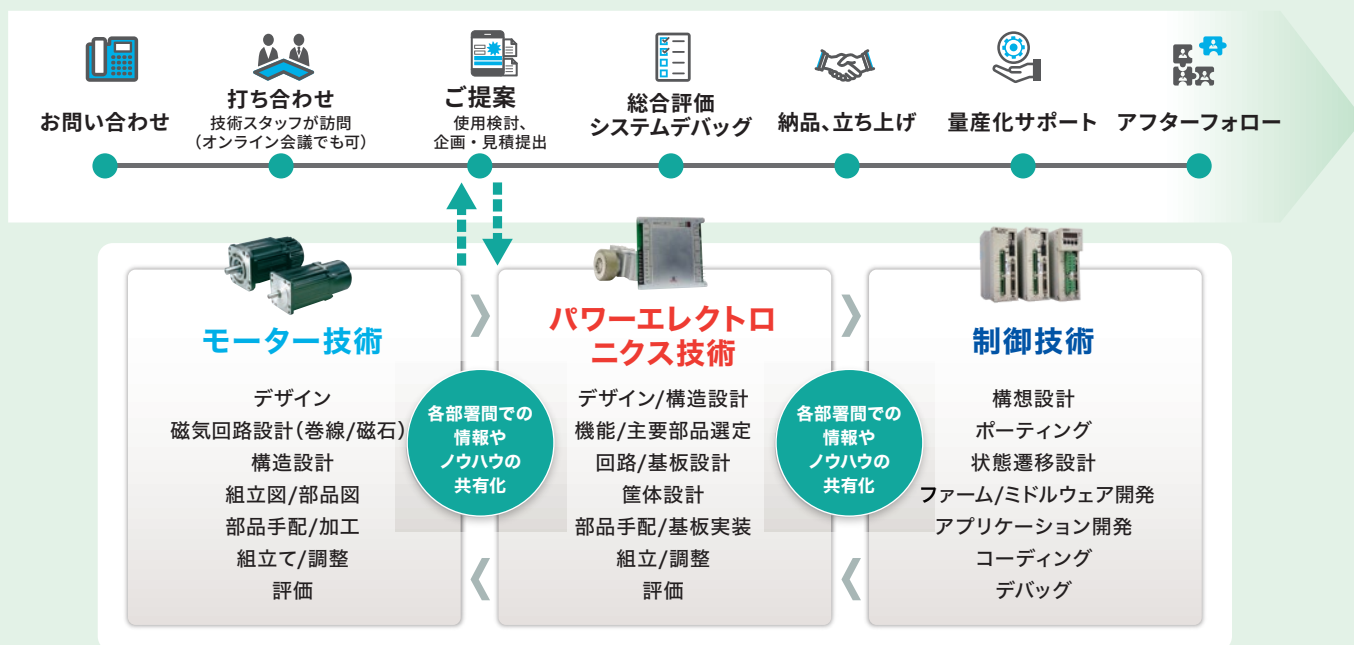 お問い合わせ
打ち合わせ
技術スタッフが訪問
（オンライン会議でも可）
ご提案
使用検討、
企画・見積提出
総合評価
システムデバッグ
納品、立ち上げ
量産化サポート
アフターフォロー
モーター技術
デザイン
磁気回路設計（巻線/磁石）
構造設計
組立図/部品図
部品手配/加工
組立て/調整
評価
各部署間での
情報や
ノウハウの
共有化
パワーエレクトロ
ニクス技術
デザイン/構造設計
機能/主要部品選定
回路/基板設計
筐体設計
部品手配/基板実装
組立/調整
評価
各部署間での
情報や
ノウハウの
共有化
制御技術
構想設計
ポーティング
状態遷移設計
ファーム/ミドルウェア開発
アプリケーション開発
コーディング
デバッグ